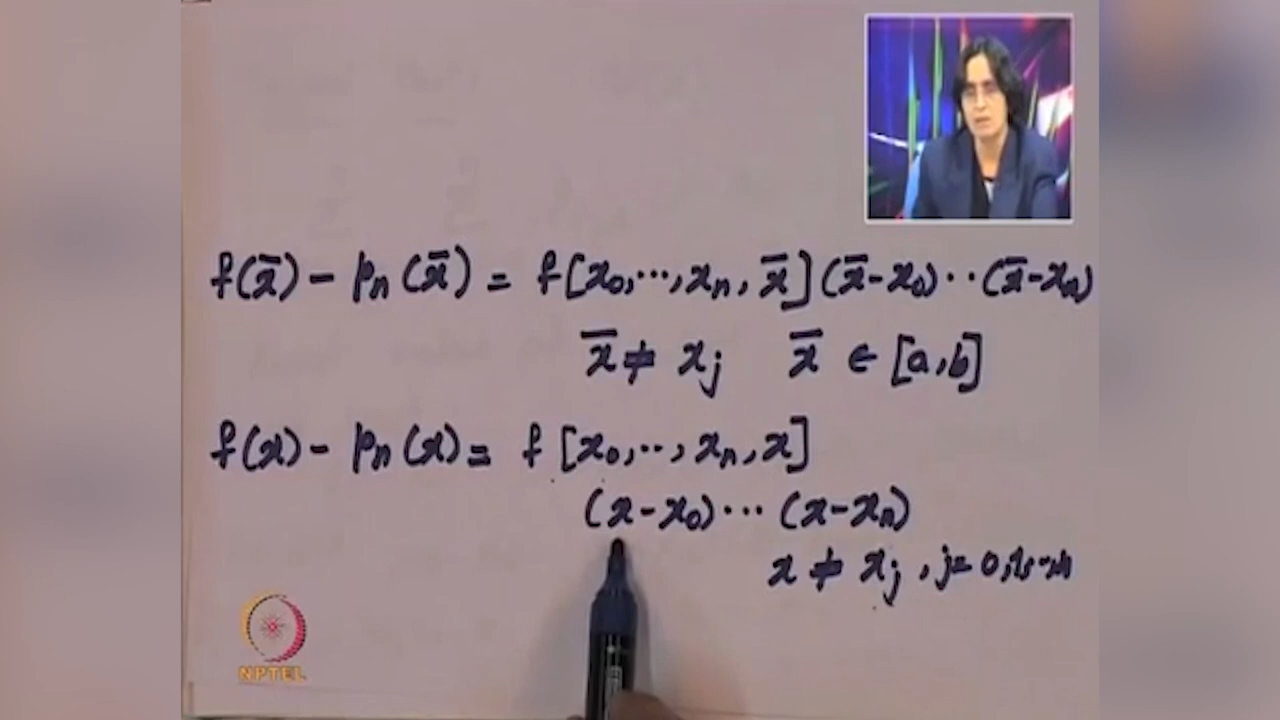 f(x̄) - pn(x̄) = f[x0,...,xn, x̄](x̄-x0)..(x̄-xn)
x̄ ≠ xj x̄ ∈ [a,b]
f(x) - pn(x) = f[x0,..,xn,x]
(x-x0)...(x-xn)
x ≠ xj, j=0,1,..,n
NPTEL